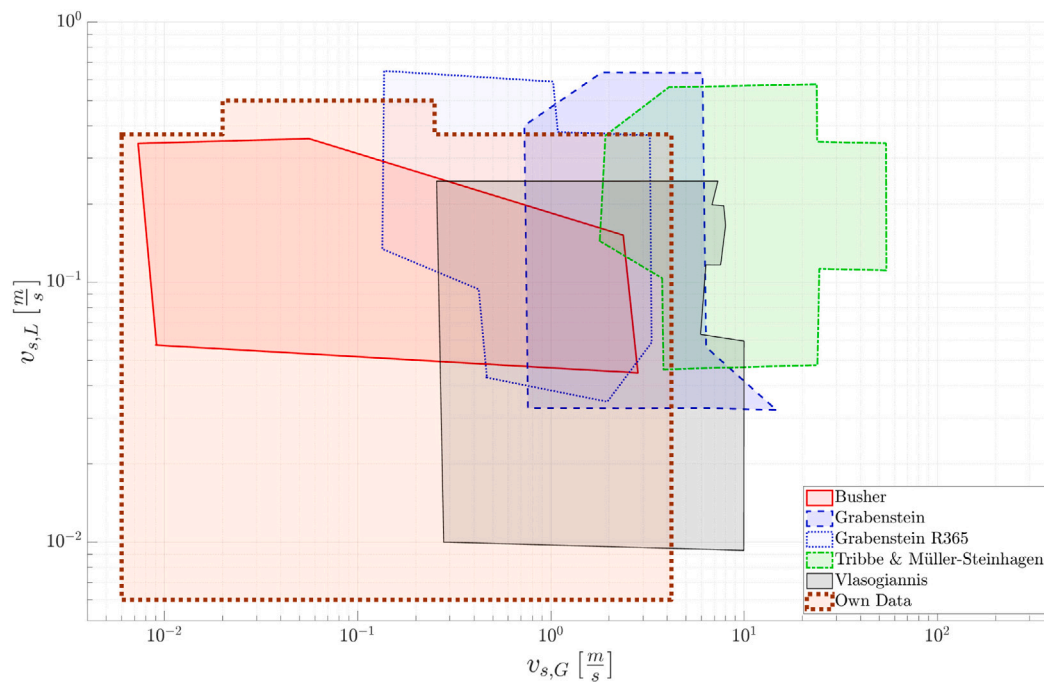 10^0
10^-1
10^-2
v_{s,L} [m/s]
10^-2
10^-1
10^0
10^1
10^2
v_{s,G} [m/s]
Busher
Grabenstein
Grabenstein R365
Tribbe & Müller-Steinhagen
Vlasogiannis
Own Data